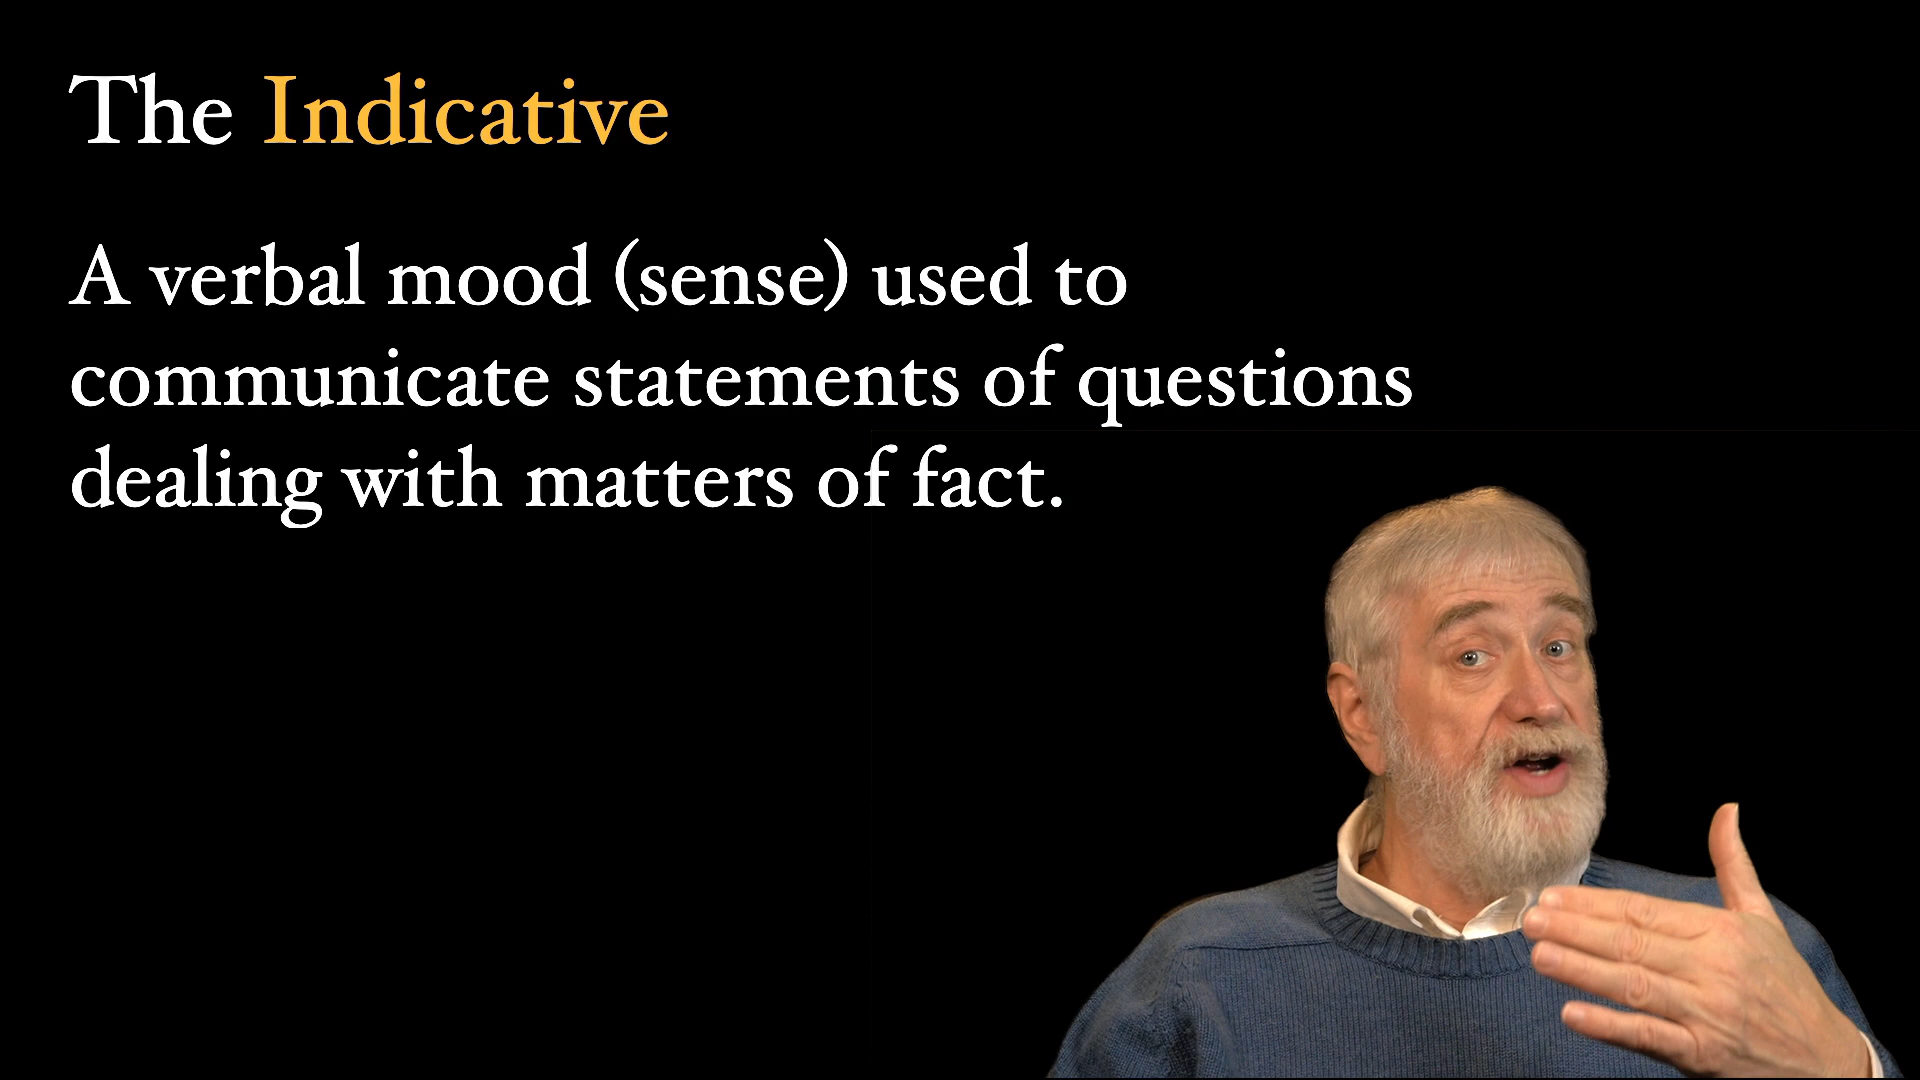 The Indicative
A verbal mood (sense) used to
communicate statements of questions
dealing with matters of fact.